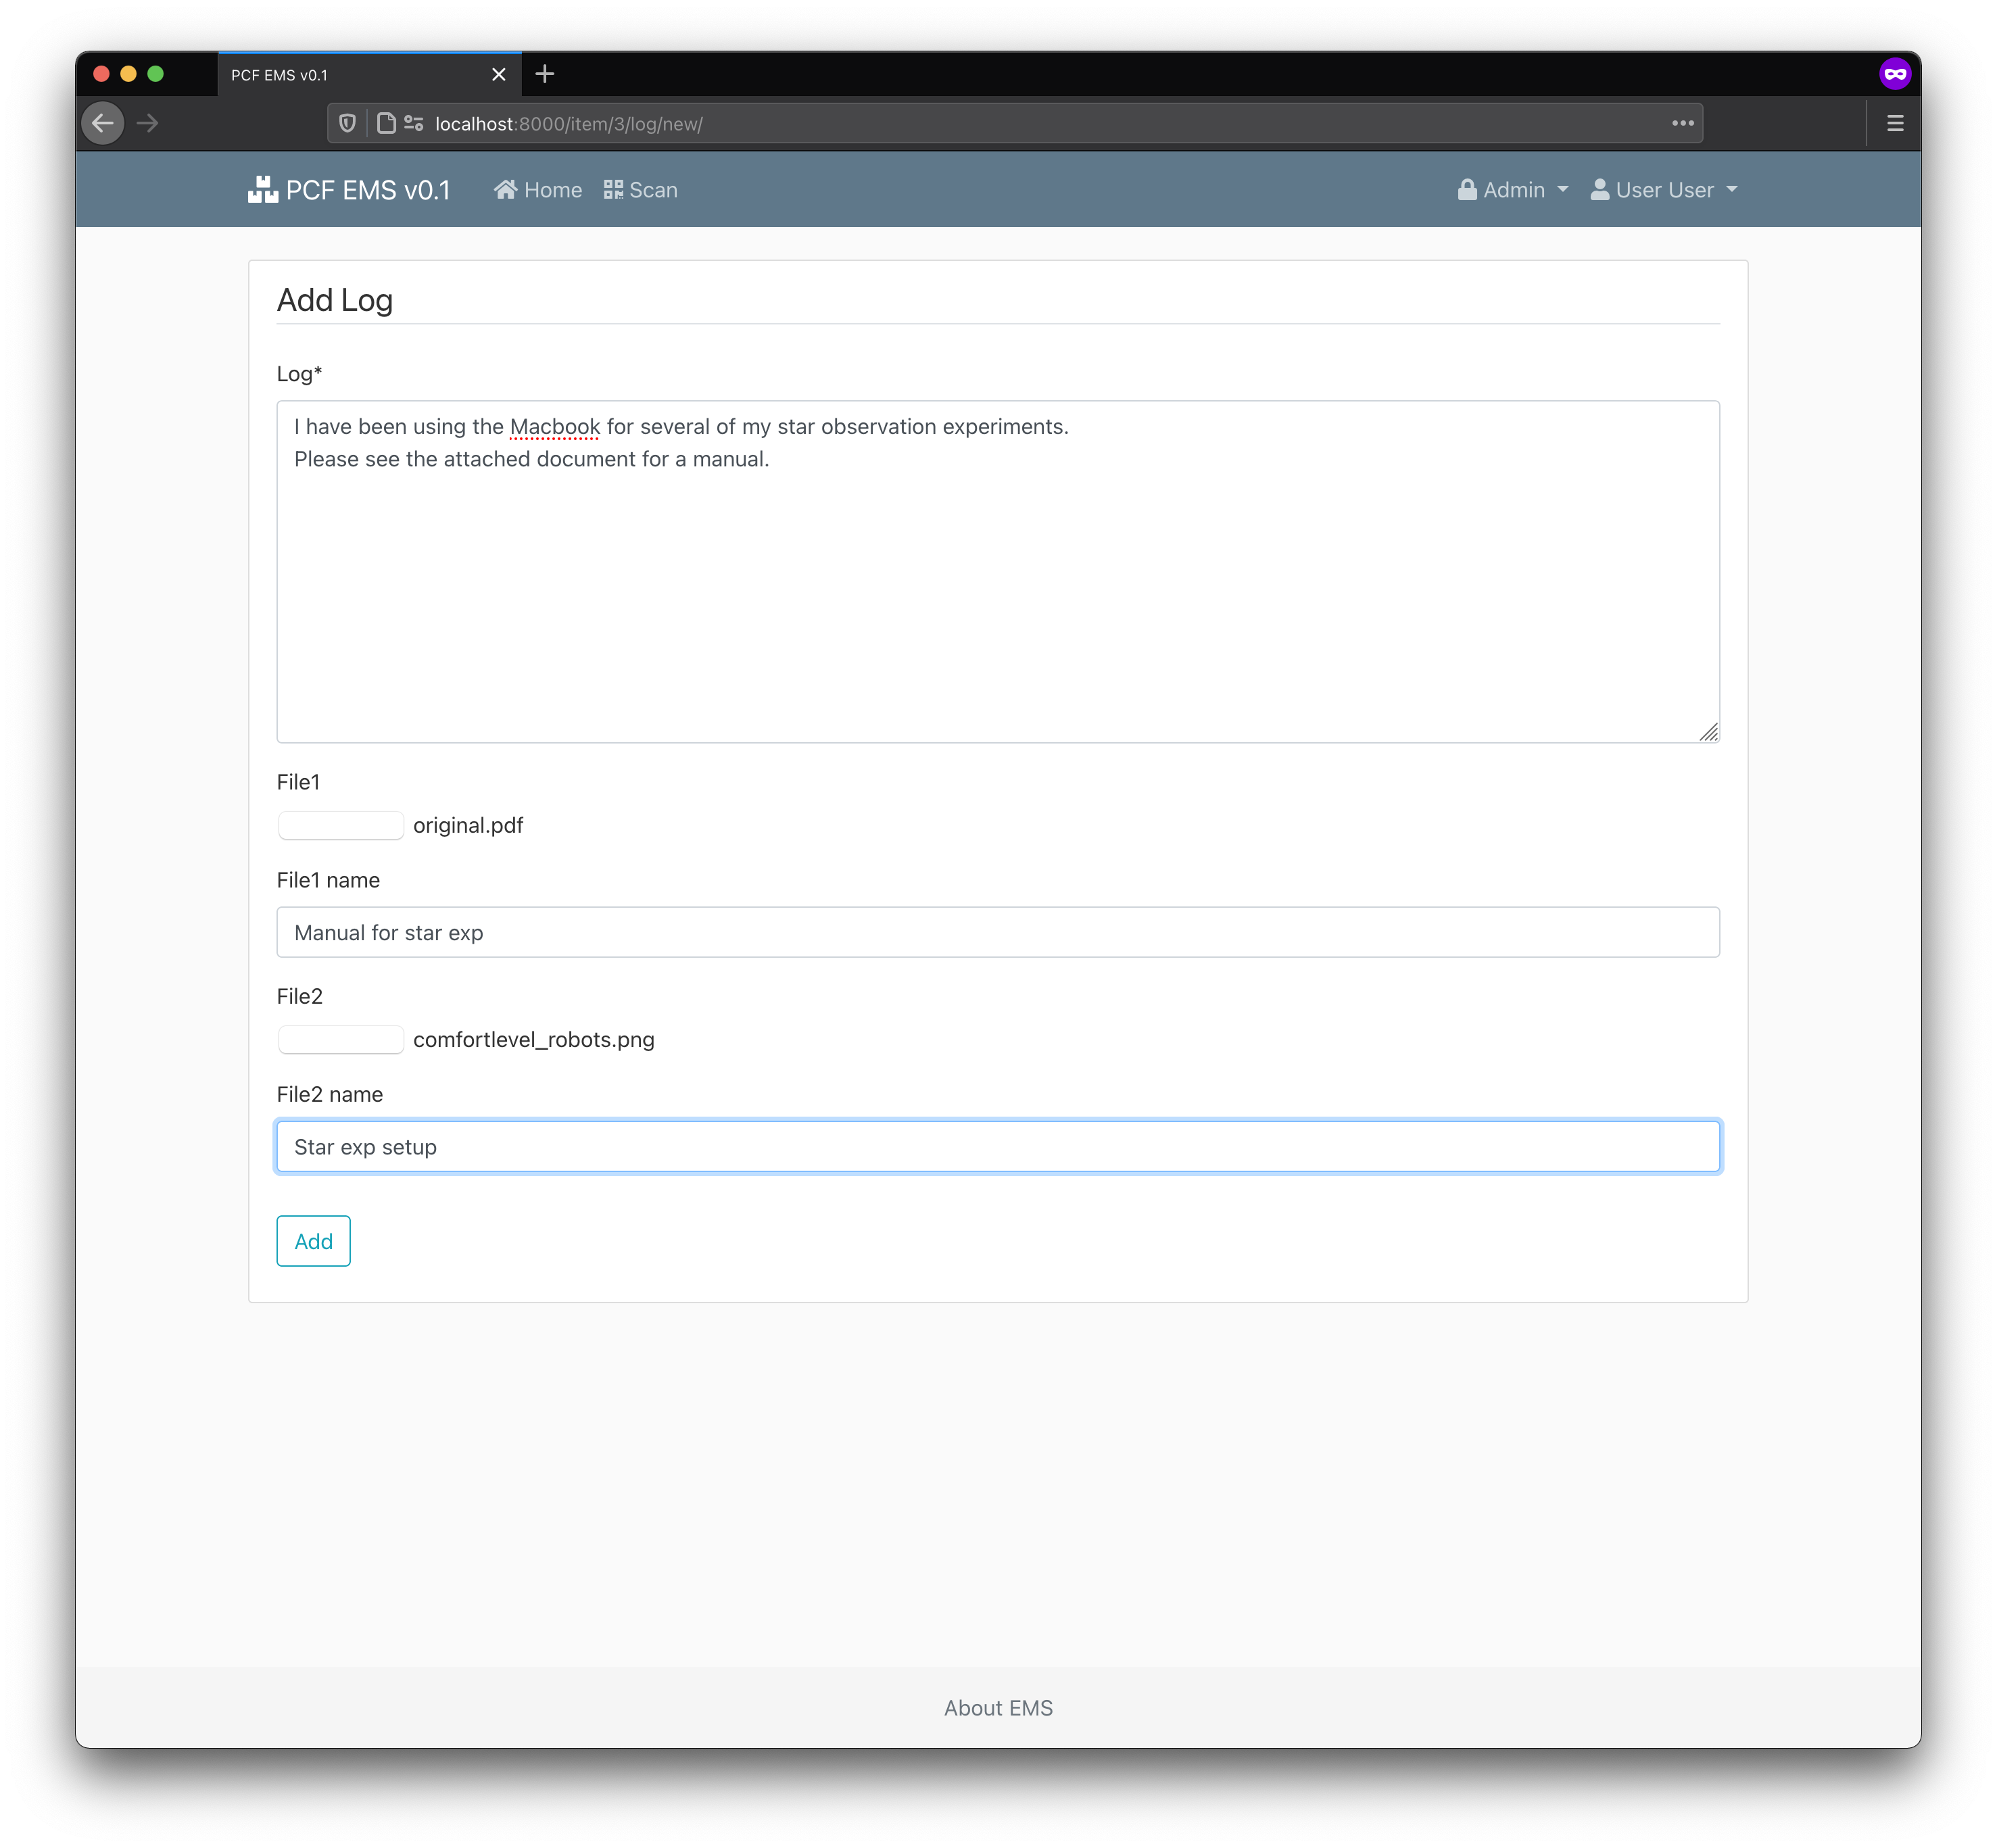 PCF EMS v0.1
localhost:8000/item/3/log/new/
PCF EMS v0.1 Home Scan Admin User User
Add Log
Log*
I have been using the Macbook for several of my star observation experiments.
Please see the attached document for a manual.
File1
original.pdf
File1 name
Manual for star exp
File2
comfortlevel_robots.png
File2 name
Star exp setup
Add
About EMS